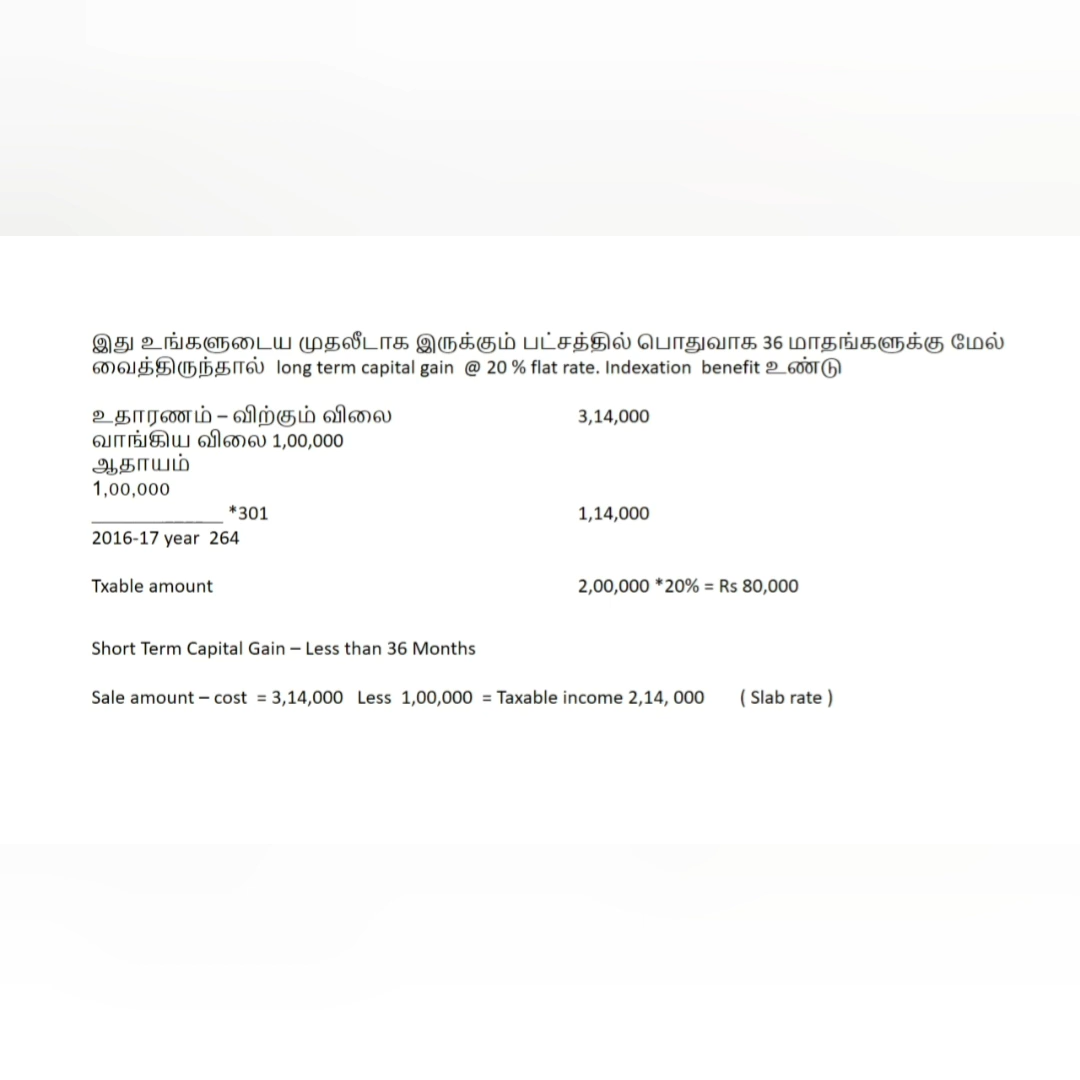 இது உங்களுடைய முதலீடாக இருக்கும் பட்சத்தில் பொதுவாக 36 மாதங்களுக்கு மேல்
வைத்திருந்தால் long term capital gain @ 20 % flat rate. Indexation benefit உண்டு
உதாரணம் – விற்கும் விலை 3,14,000
வாங்கிய விலை 1,00,000
ஆதாயம்
1,00,000
______________ *301 1,14,000
2016-17 year 264
Txable amount 2,00,000 *20% = Rs 80,000
Short Term Capital Gain – Less than 36 Months
Sale amount – cost = 3,14,000 Less 1,00,000 = Taxable income 2,14, 000 ( Slab rate )